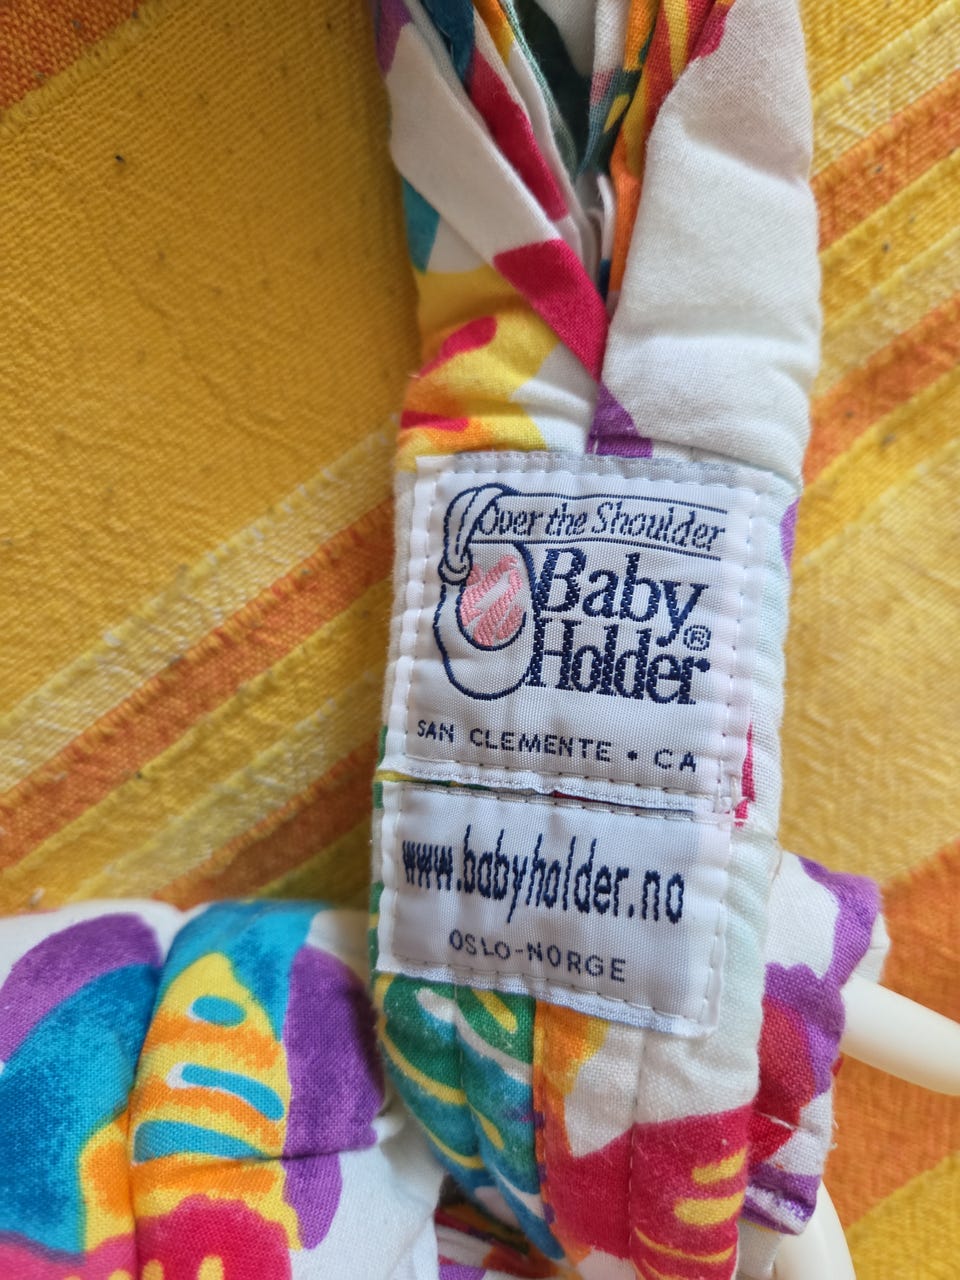 Over the Shoulder
Baby
Holder®
SAN CLEMENTE • CA
www.babyholder.no
OSLO-NORGE